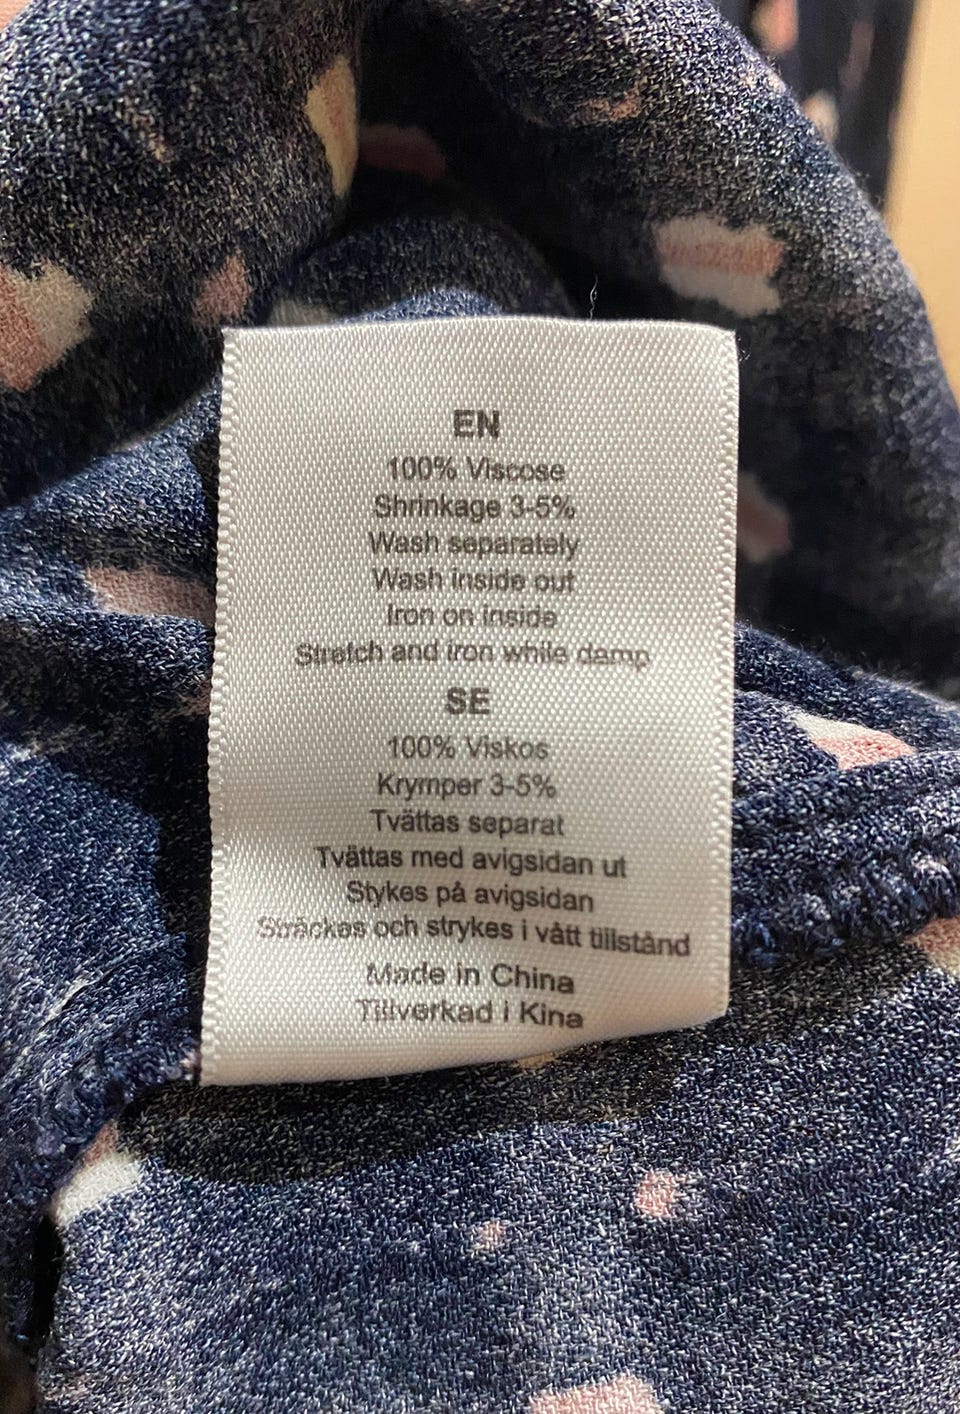 EN
100% Viscose
Shrinkage 3-5%
Wash separately
Wash inside out
Iron on inside
Stretch and iron while damp
SE
100% Viskos
Krymper 3-5%
Tvättas separat
Tvättas med avigsidan ut
Stykes på avigsidan
Sträckes och strykes i vått tillstånd
Made in China
Tillverkad i Kina